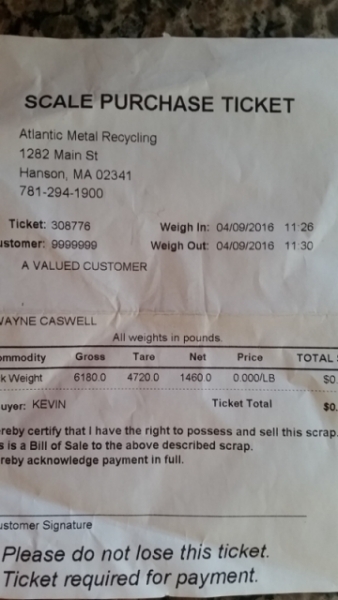 SCALE PURCHASE TICKET
Atlantic Metal Recycling
1282 Main St
Hanson, MA 02341
781-294-1900
Ticket: 308776 Weigh In: 04/09/2016 11:26
ustomer: 9999999 Weigh Out: 04/09/2016 11:30
A VALUED CUSTOMER
WAYNE CASWELL
All weights in pounds.
ommodity Gross Tare Net Price TOTAL $
k Weight 6180.0 4720.0 1460.0 0.000/LB $0
uyer: KEVIN Ticket Total $0.
reby certify that I have the right to possess and sell this scrap.
s is a Bill of Sale to the above described scrap.
reby acknowledge payment in full.
ustomer Signature
Please do not lose this ticket.
Ticket required for payment.